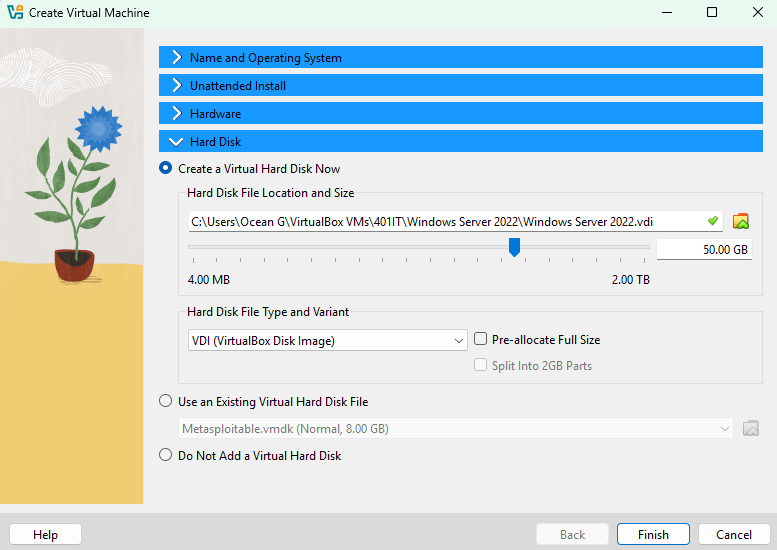 Create Virtual Machine
Name and Operating System
Unattended Install
Hardware
Hard Disk
Create a Virtual Hard Disk Now
Hard Disk File Location and Size
C:\Users\Ocean G\VirtualBox VMs\401IT\Windows Server 2022\Windows Server 2022.vdi
50.00 GB
4.00 MB 2.00 TB
Hard Disk File Type and Variant
VDI (VirtualBox Disk Image) Pre-allocate Full Size
Split Into 2GB Parts
Use an Existing Virtual Hard Disk File
Metasploitable.vmdk (Normal, 8.00 GB)
Do Not Add a Virtual Hard Disk
Help Back Finish Cancel